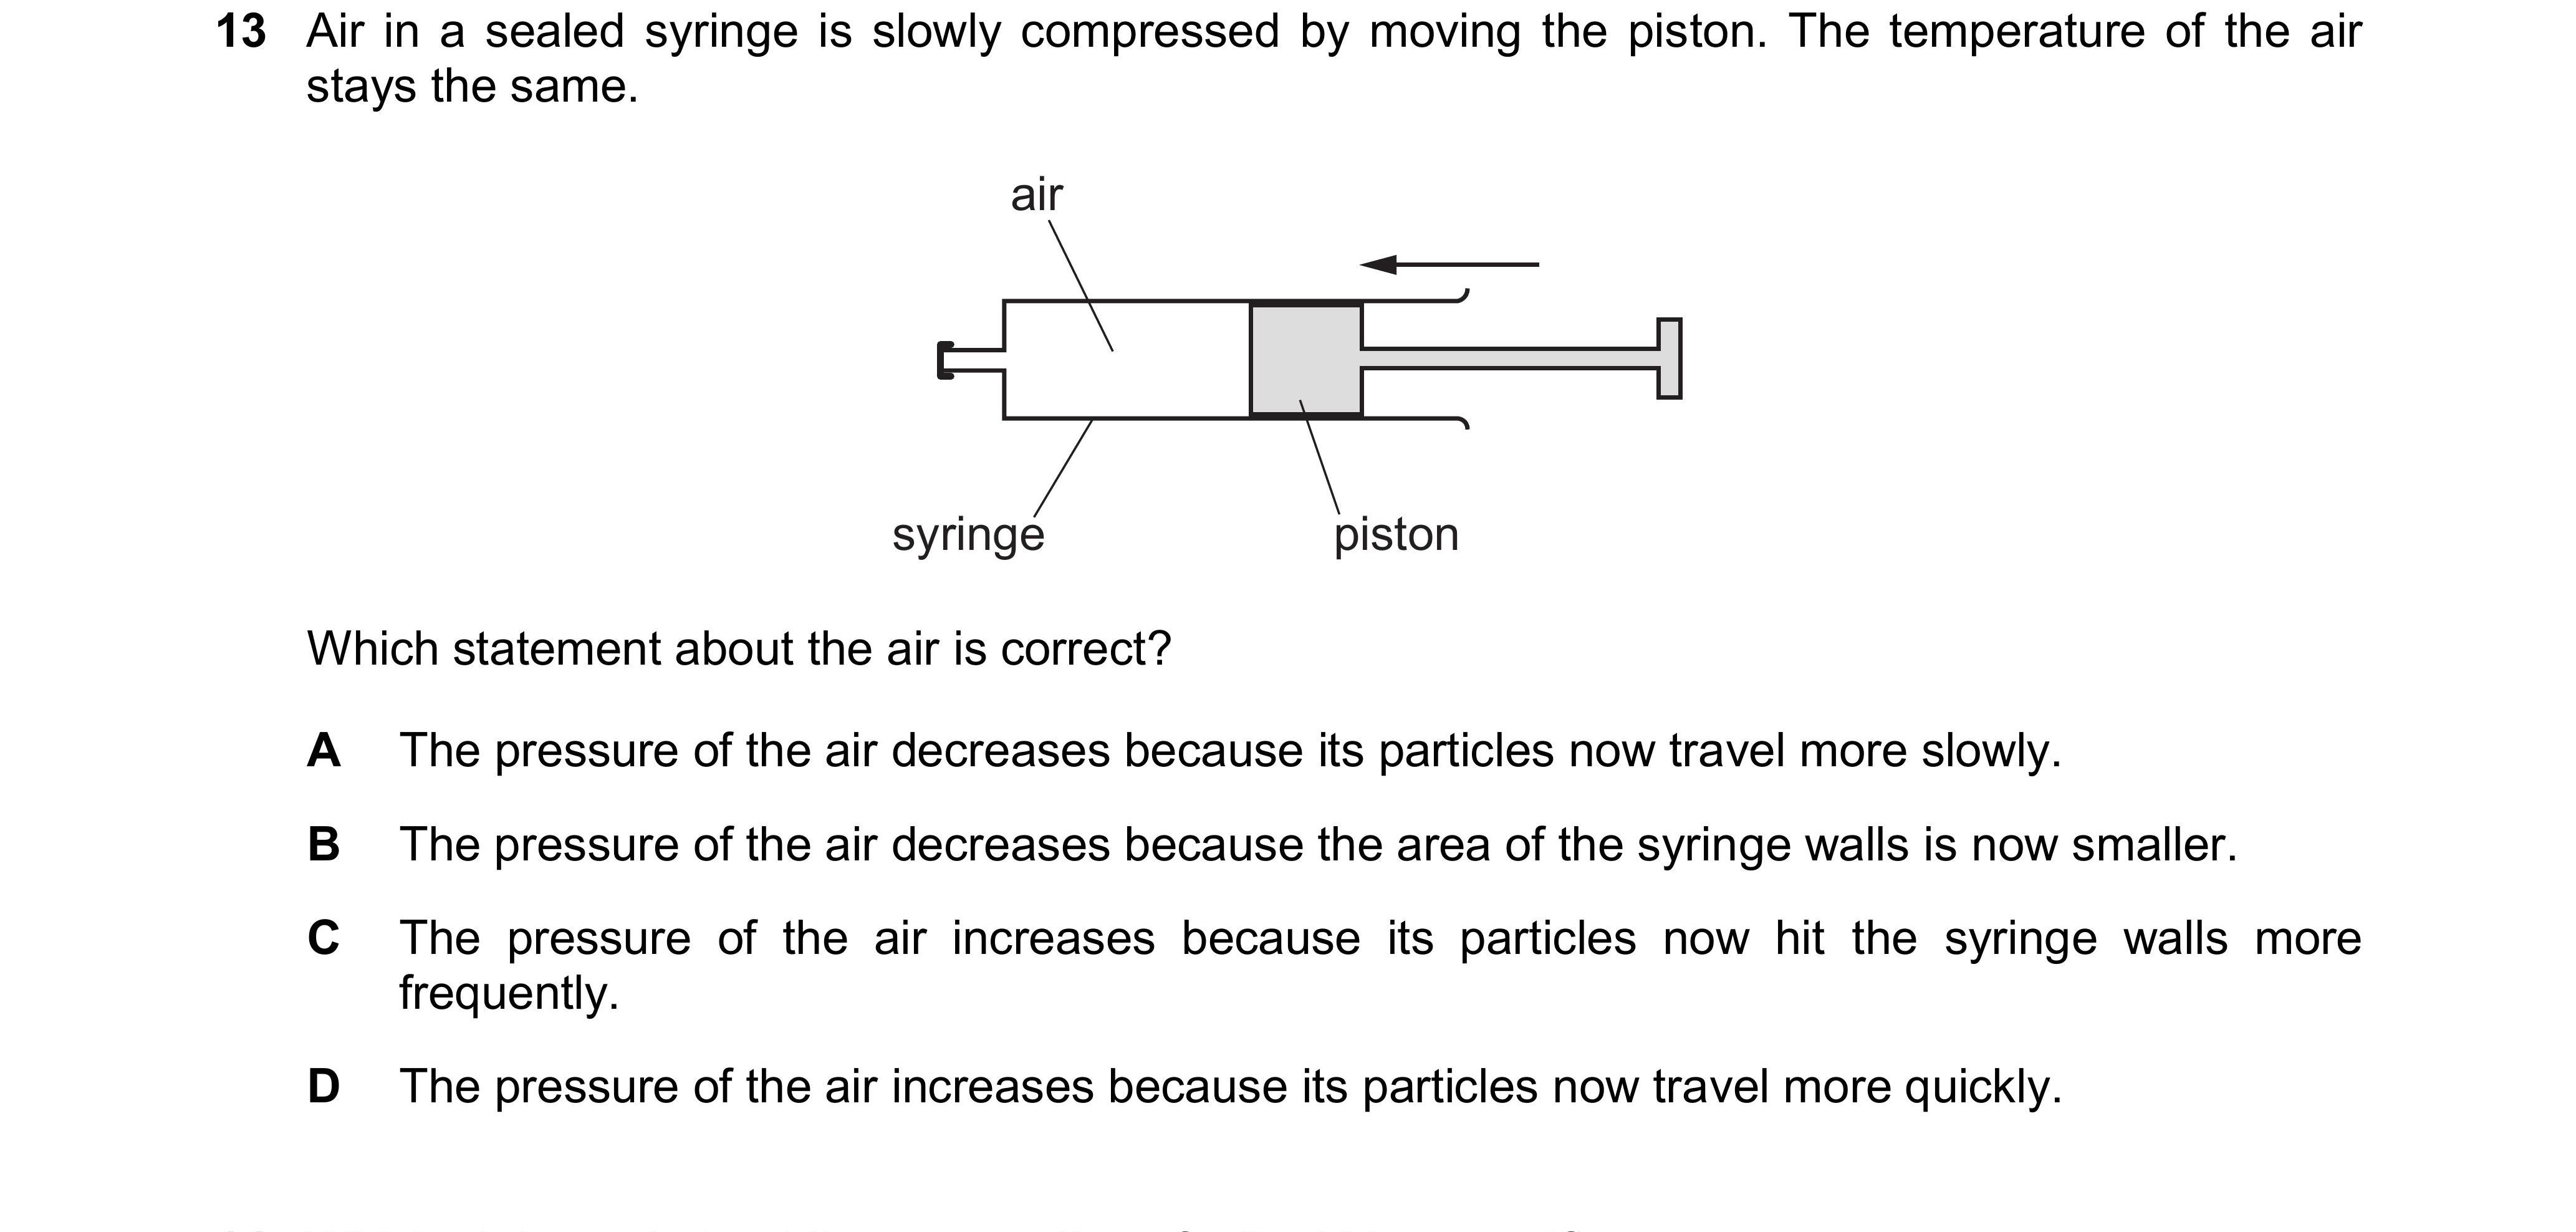 13 Air in a sealed syringe is slowly compressed by moving the piston. The temperature of the air
stays the same.
air
syringe
piston
Which statement about the air is correct?
A The pressure of the air decreases because its particles now travel more slowly.
B The pressure of the air decreases because the area of the syringe walls is now smaller.
C The pressure of the air increases because its particles now hit the syringe walls more
frequently.
D The pressure of the air increases because its particles now travel more quickly.